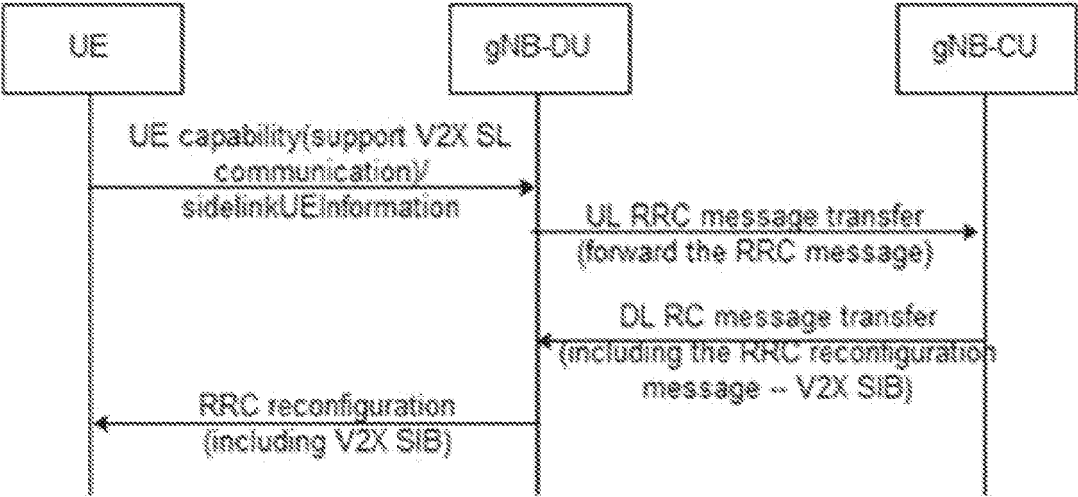 UE
gNB-DU
gNB-CU
UE capability(support V2X SL
communication)/
sidelinkUEInformation
UL RRC message transfer
(forward the RRC message)
DL RC message transfer
(including the RRC reconfiguration
message -- V2X SIB)
RRC reconfiguration
(including V2X SIB)